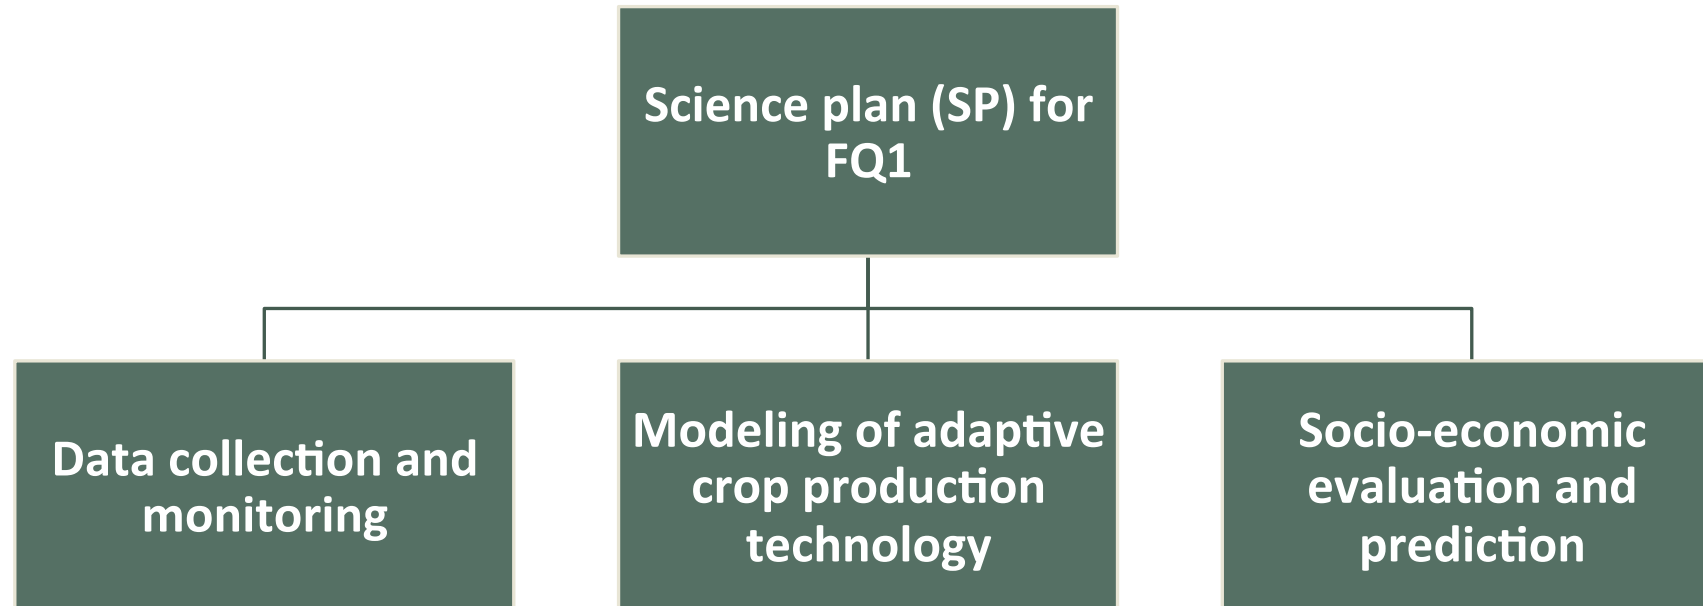 Science plan (SP) for
FQ1
Data collection and
monitoring
Modeling of adaptive
crop production
technology
Socio-economic
evaluation and
prediction